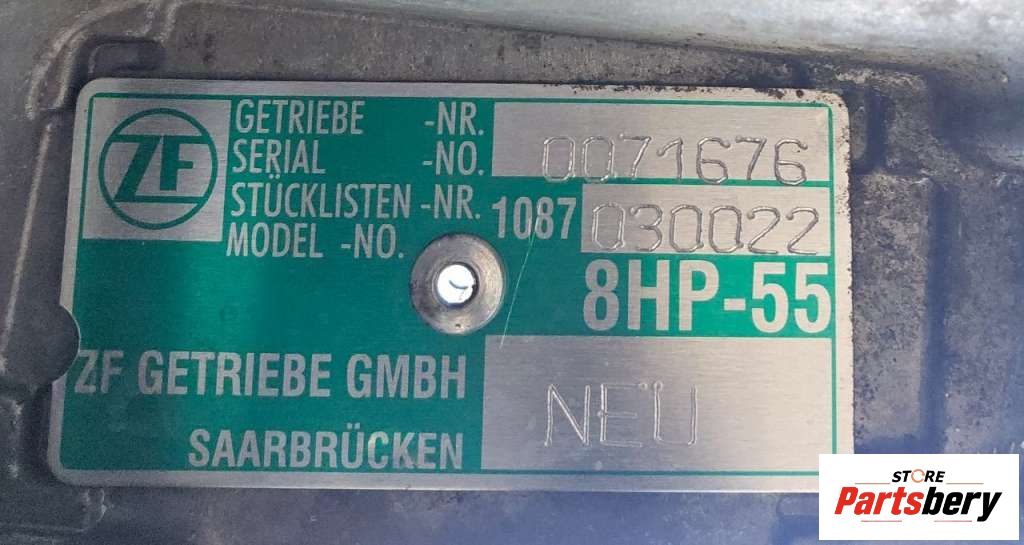 ZF
GETRIEBE -NR.
SERIAL -NO. 0071676
STÜCKLISTEN -NR. 1087 030022
MODEL -NO.
8HP-55
ZF GETRIEBE GMBH
SAARBRÜCKEN
NEÜ
STORE
Partsbery